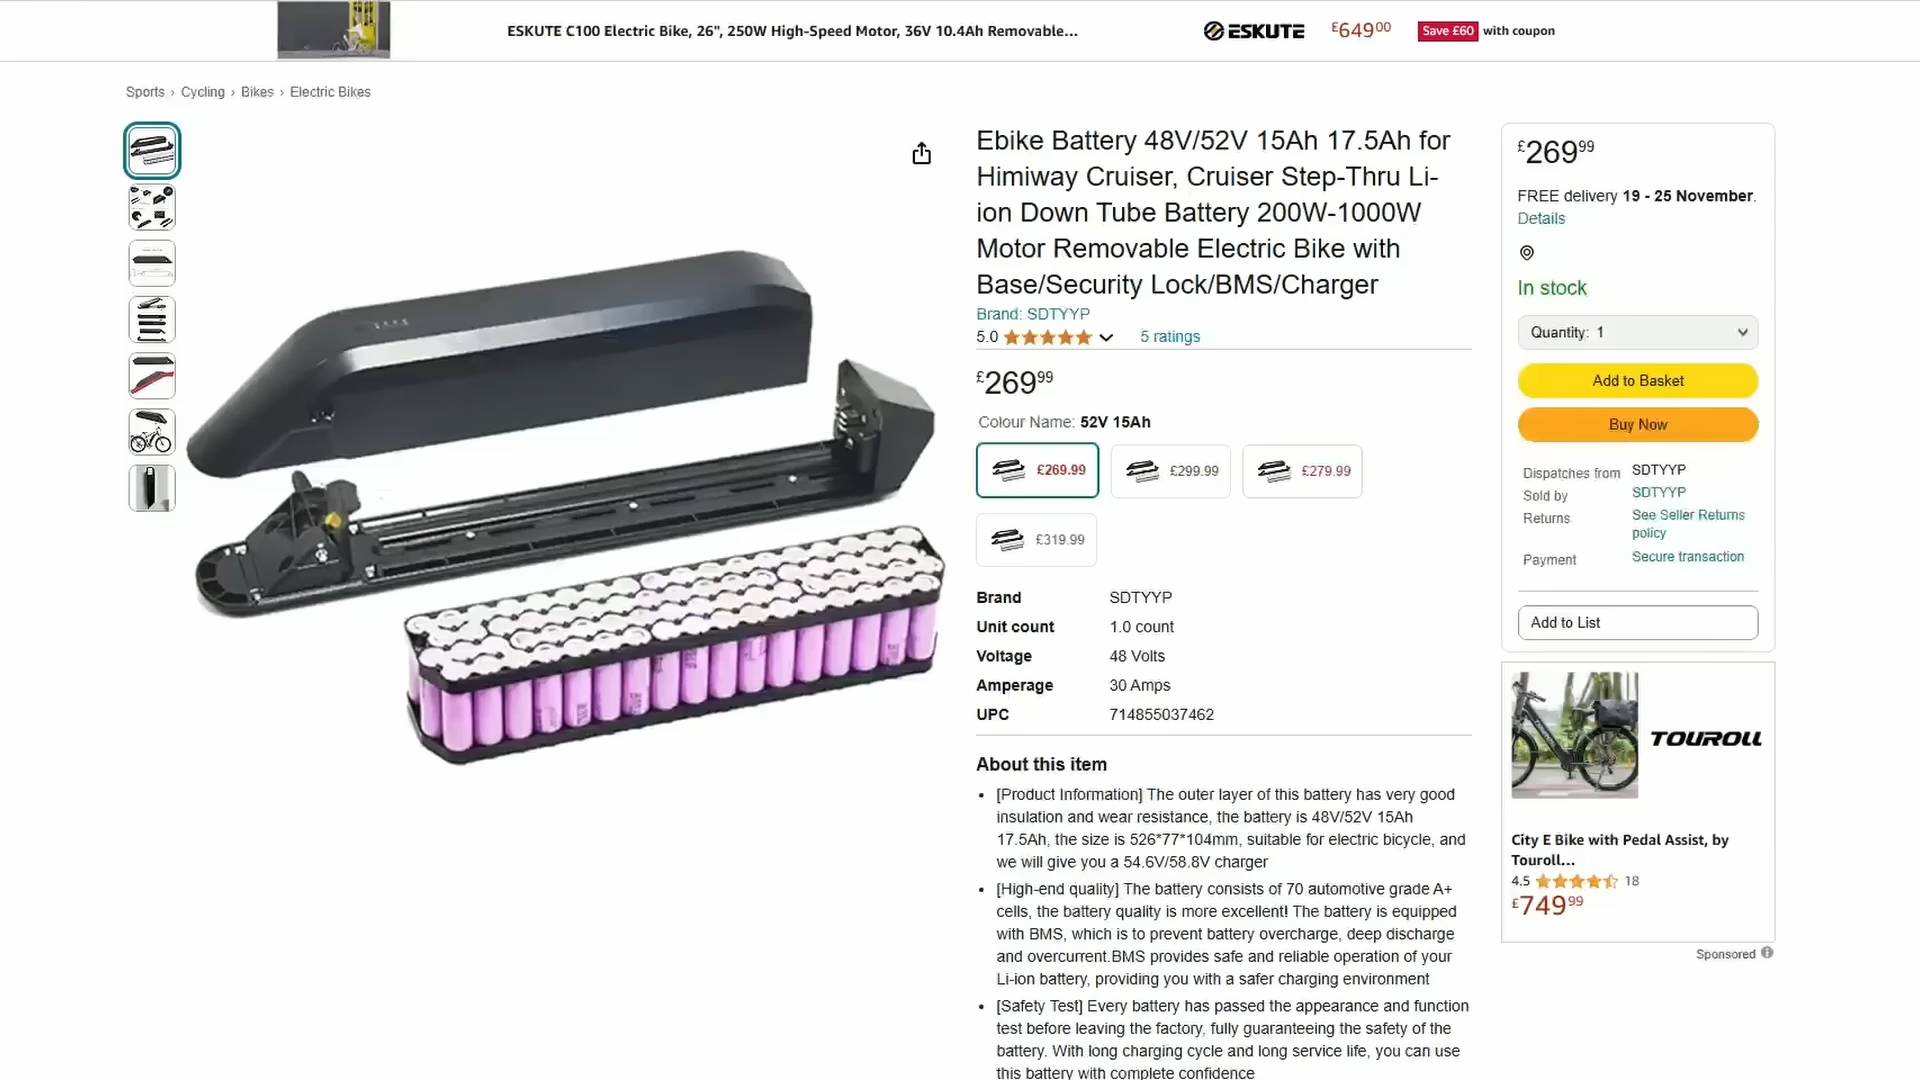 ESKUTE C100 Electric Bike, 26", 250W High-Speed Motor, 36V 10.4Ah Removable...
ESKUTE
£64900
Save £60 with coupon
Sports › Cycling › Bikes › Electric Bikes
Ebike Battery 48V/52V 15Ah 17.5Ah for
Himiway Cruiser, Cruiser Step-Thru Li-
ion Down Tube Battery 200W-1000W
Motor Removable Electric Bike with
Base/Security Lock/BMS/Charger
Brand: SDTYYP
5.0
5 ratings
£26999
Colour Name: 52V 15Ah
£269.99
£299.99
£279.99
£319.99
Brand SDTYYP
Unit count 1.0 count
Voltage 48 Volts
Amperage 30 Amps
UPC 714855037462
About this item
• [Product Information] The outer layer of this battery has very good
insulation and wear resistance, the battery is 48V/52V 15Ah
17.5Ah, the size is 526*77*104mm, suitable for electric bicycle, and
we will give you a 54.6V/58.8V charger
• [High-end quality] The battery consists of 70 automotive grade A+
cells, the battery quality is more excellent! The battery is equipped
with BMS, which is to prevent battery overcharge, deep discharge
and overcurrent.BMS provides safe and reliable operation of your
Li-ion battery, providing you with a safer charging environment
• [Safety Test] Every battery has passed the appearance and function
test before leaving the factory, fully guaranteeing the safety of the
battery. With long charging cycle and long service life, you can use
this battery with complete confidence
£26999
FREE delivery 19 - 25 November.
Details
In stock
Quantity: 1
Add to Basket
Buy Now
Dispatches from SDTYYP
Sold by SDTYYP
Returns See Seller Returns
policy
Payment Secure transaction
Add to List
TOUROLL
City E Bike with Pedal Assist, by
Touroll...
4.5 18
£74999
Sponsored